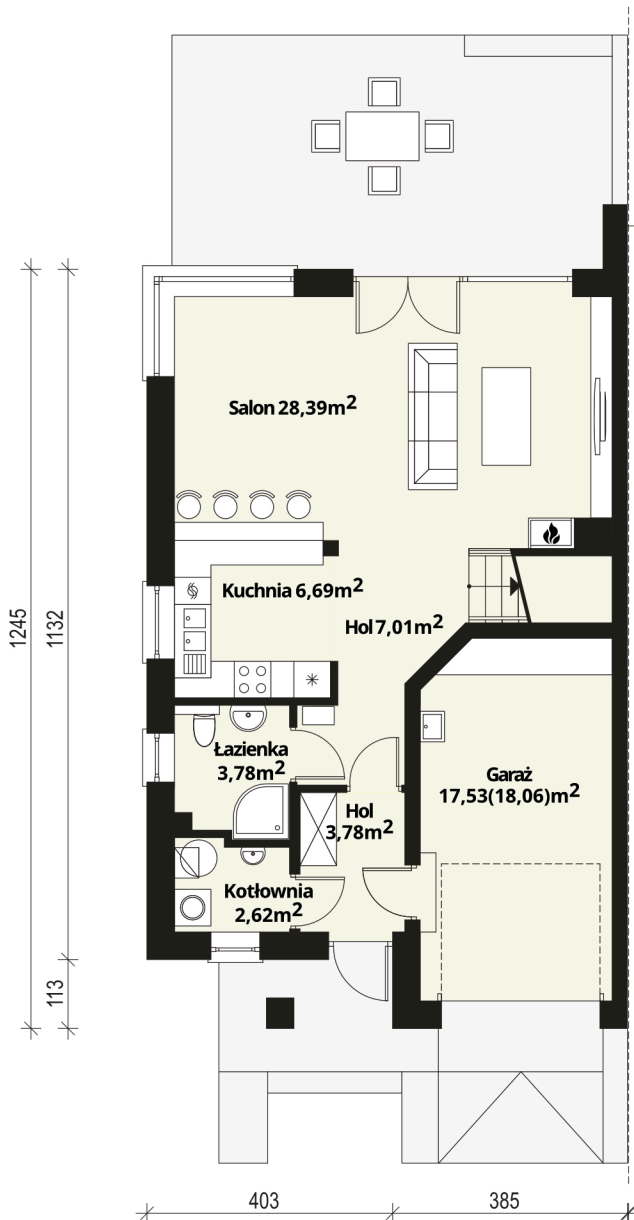 Salon 28,39m²
Kuchnia 6,69m²
Hol 7,01m²
Łazienka
3,78m²
Garaż
17,53(18,06)m²
Hol
3,78m²
Kotłownia
2,62m²
1245
1132
113
403
385